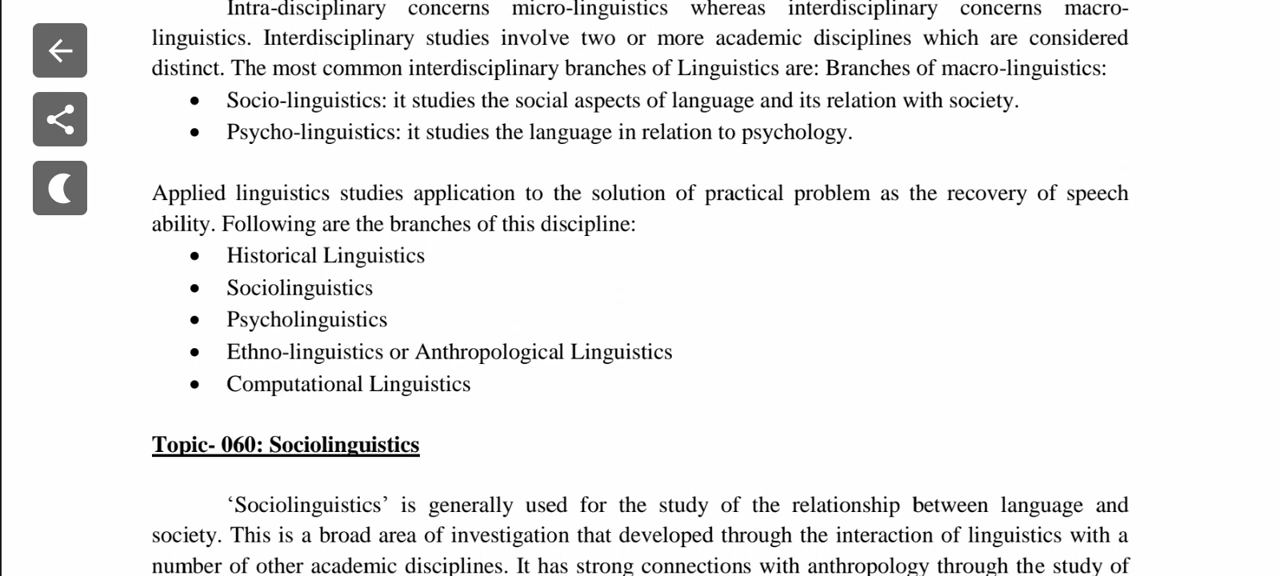 Intra-disciplinary concerns micro-linguistics whereas interdisciplinary concerns macro-
linguistics. Interdisciplinary studies involve two or more academic disciplines which are considered
distinct. The most common interdisciplinary branches of Linguistics are: Branches of macro-linguistics:
• Socio-linguistics: it studies the social aspects of language and its relation with society.
• Psycho-linguistics: it studies the language in relation to psychology.
Applied linguistics studies application to the solution of practical problem as the recovery of speech
ability. Following are the branches of this discipline:
• Historical Linguistics
• Sociolinguistics
• Psycholinguistics
• Ethno-linguistics or Anthropological Linguistics
• Computational Linguistics
Topic- 060: Sociolinguistics
‘Sociolinguistics’ is generally used for the study of the relationship between language and
society. This is a broad area of investigation that developed through the interaction of linguistics with a
number of other academic disciplines. It has strong connections with anthropology through the study of